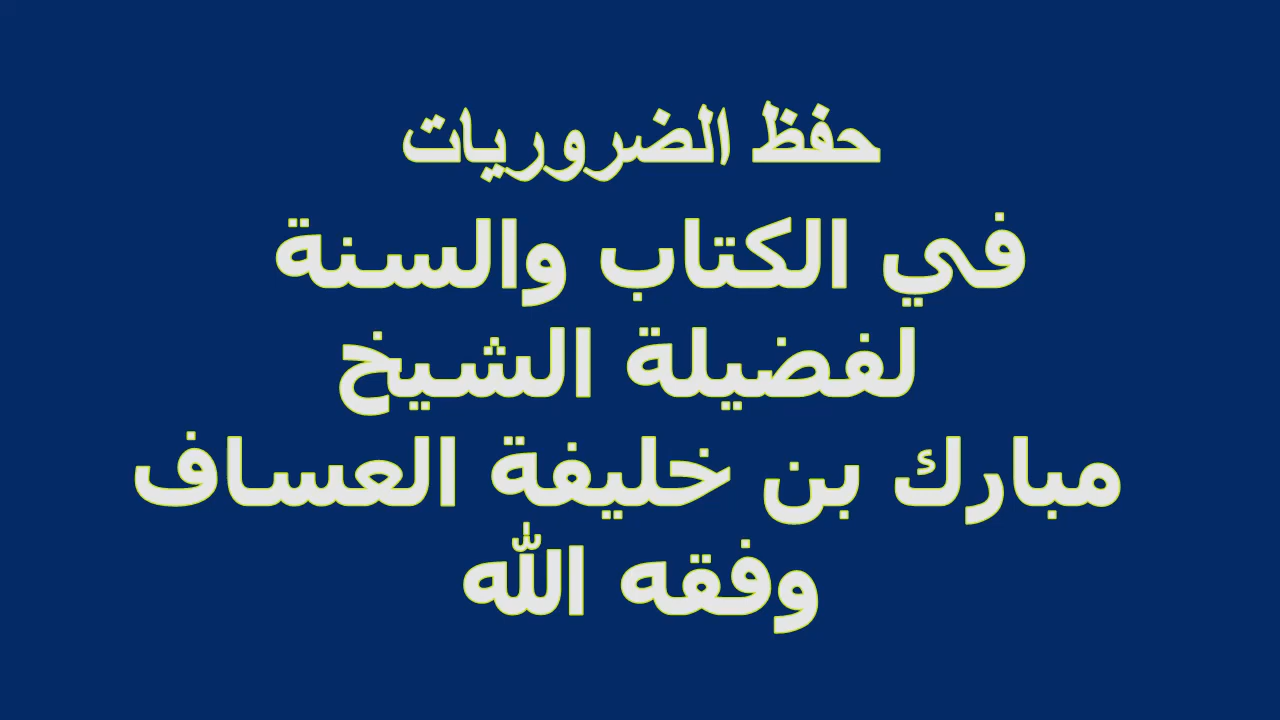 حفظ الضروريات
في الكتاب والسنة
لفضيلة الشيخ
مبارك بن خليفة العساف
وفقه الله